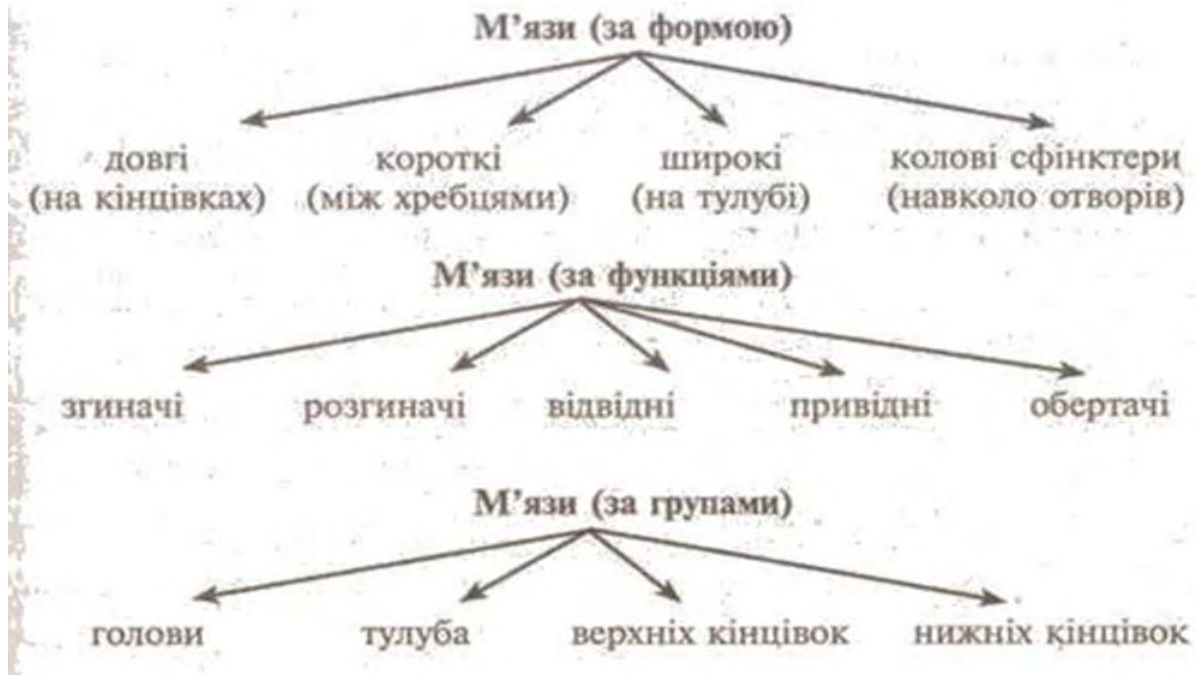 М’язи (за формою)
довгі короткі широкі колові сфінктери
(на кінцівках) (між хребцями) (на тулубі) (навколо отворів)
М’язи (за функціями)
згиначі розгиначі відвідні привідні обертачі
М’язи (за групами)
голови тулуба верхніх кінцівок нижніх кінцівок